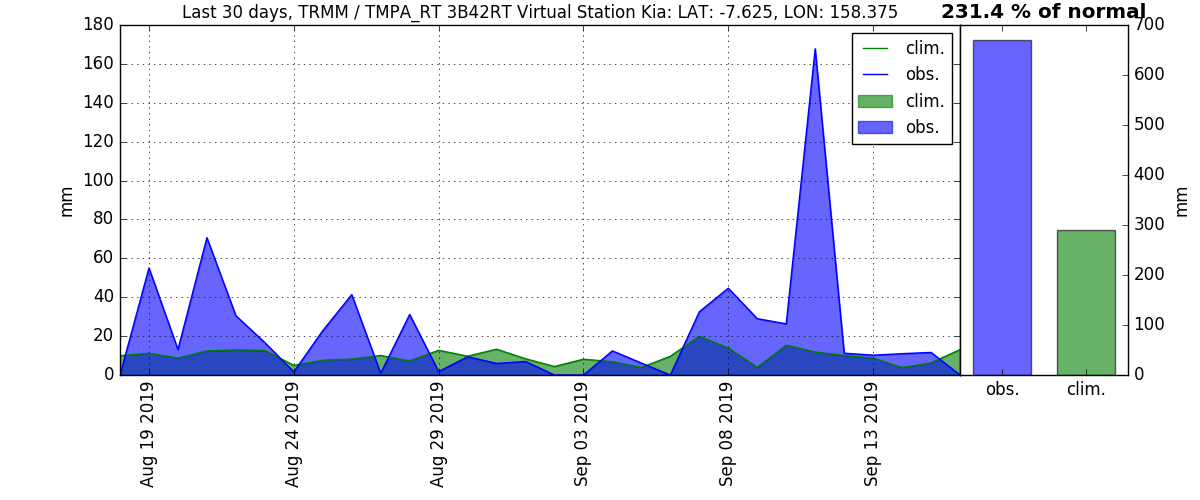 Last 30 days, TRMM / TMPA_RT 3B42RT Virtual Station Kia: LAT: -7.625, LON: 158.375
231.4 % of normal
180
160
140
120
100
80
60
40
20
0
mm
clim.
obs.
clim.
obs.
Aug 19 2019
Aug 24 2019
Aug 29 2019
Sep 03 2019
Sep 08 2019
Sep 13 2019
700
600
500
400
300
200
100
0
mm
obs.
clim.